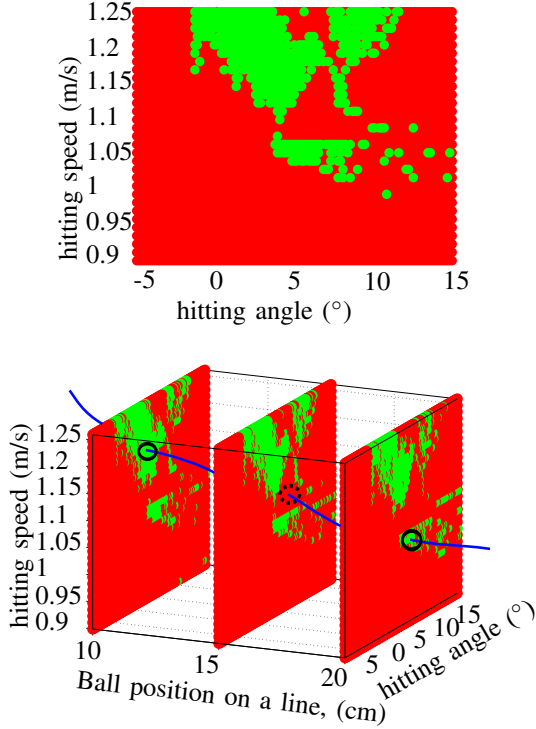 1.25
1.2
1.15
1.1
1.05
1
0.95
0.9
hitting speed (m/s)
-5 0 5 10 15
hitting angle (°)
1.25
1.2
1.15
1.1
1.05
1
0.95
0.9
hitting speed (m/s)
10 15 20
Ball position on a line, (cm)
5 0 5 10 15
hitting angle (°)